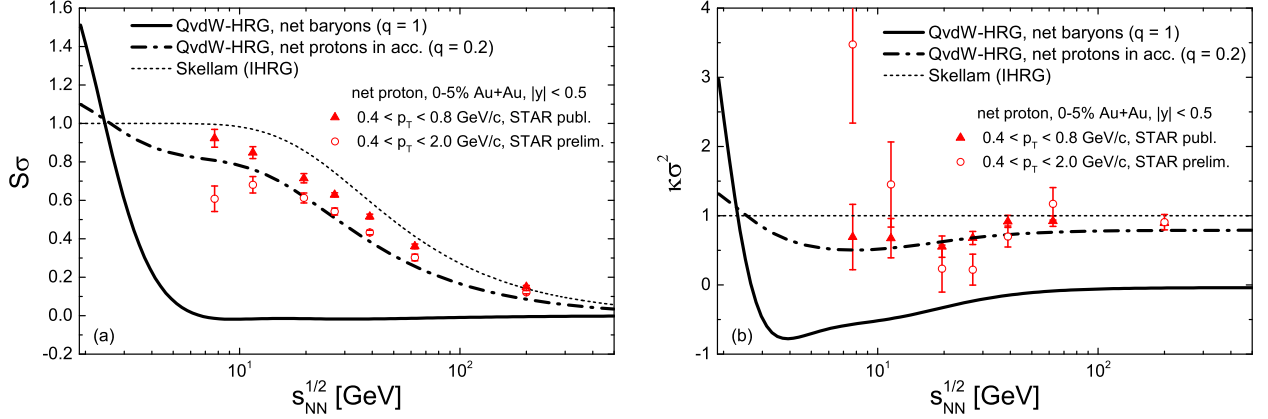 1.6
1.4
1.2
1.0
0.8
0.6
0.4
0.2
0.0
-0.2
Sσ
QvdW-HRG, net baryons (q = 1)
QvdW-HRG, net protons in acc. (q = 0.2)
Skellam (IHRG)
net proton, 0-5% Au+Au, |y| < 0.5
0.4 < p_T < 0.8 GeV/c, STAR publ.
0.4 < p_T < 2.0 GeV/c, STAR prelim.
(a)
10^1
10^2
s_NN^1/2 [GeV]
4
3
2
1
0
-1
κσ^2
QvdW-HRG, net baryons (q = 1)
QvdW-HRG, net protons in acc. (q = 0.2)
Skellam (IHRG)
net proton, 0-5% Au+Au, |y| < 0.5
0.4 < p_T < 0.8 GeV/c, STAR publ.
0.4 < p_T < 2.0 GeV/c, STAR prelim.
(b)
10^1
10^2
s_NN^1/2 [GeV]